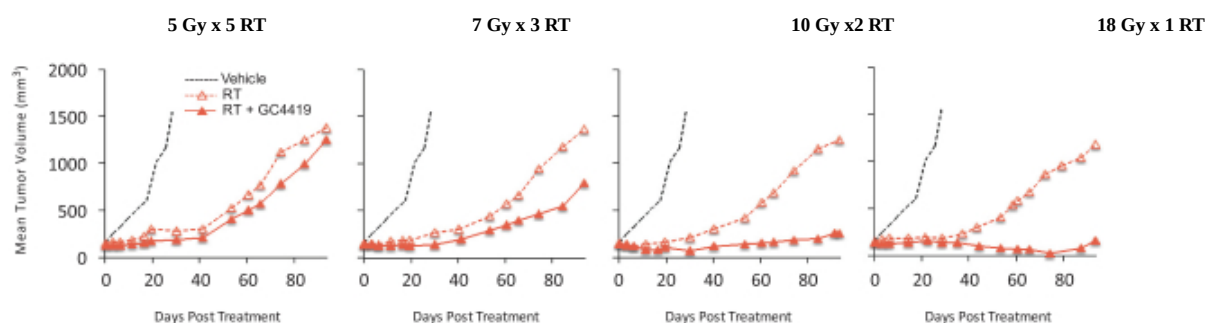 5 Gy x 5 RT
7 Gy x 3 RT
10 Gy x2 RT
18 Gy x 1 RT
Mean Tumor Volume (mm³)
2000
1500
1000
500
0
Vehicle
RT
RT + GC4419
0 20 40 60 80
0 20 40 60 80
0 20 40 60 80
0 20 40 60 80
Days Post Treatment
Days Post Treatment
Days Post Treatment
Days Post Treatment